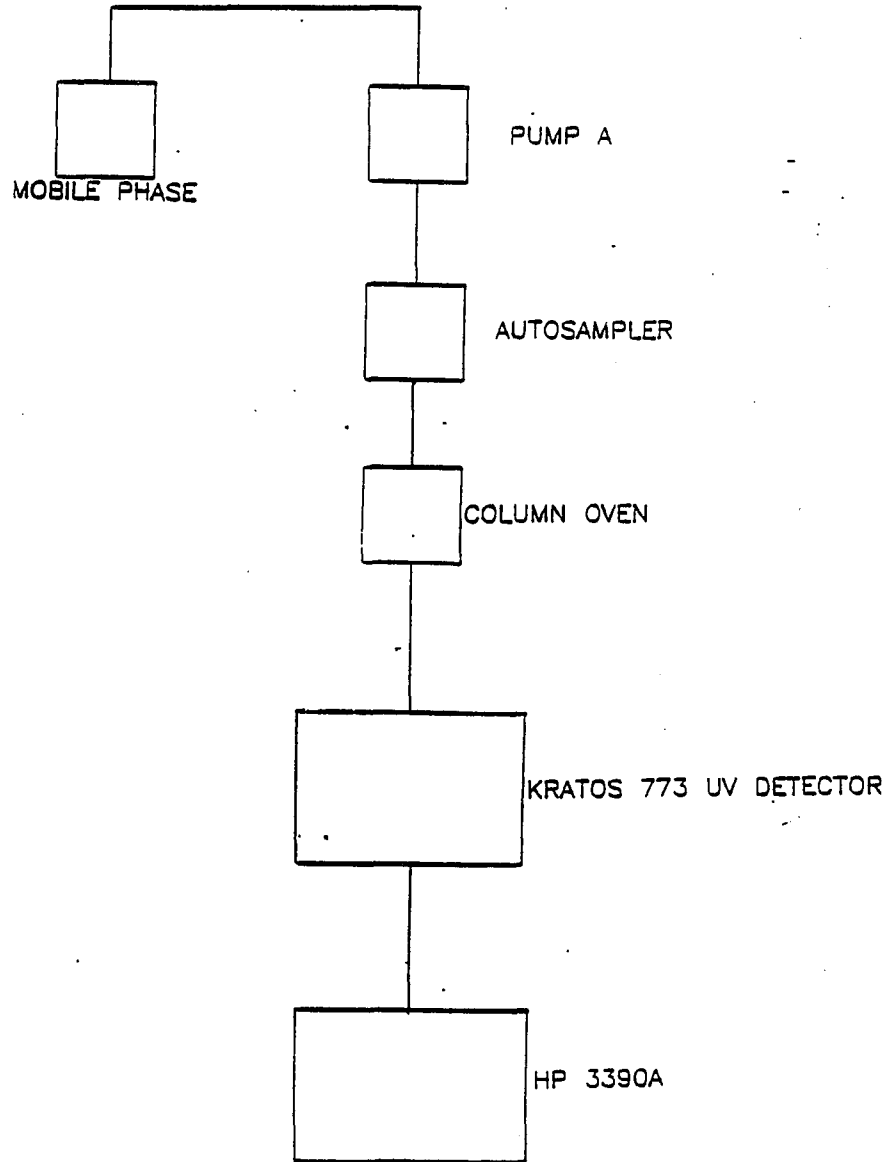 PUMP A
MOBILE PHASE
AUTOSAMPLER
COLUMN OVEN
KRATOS 773 UV DETECTOR
HP 3390A